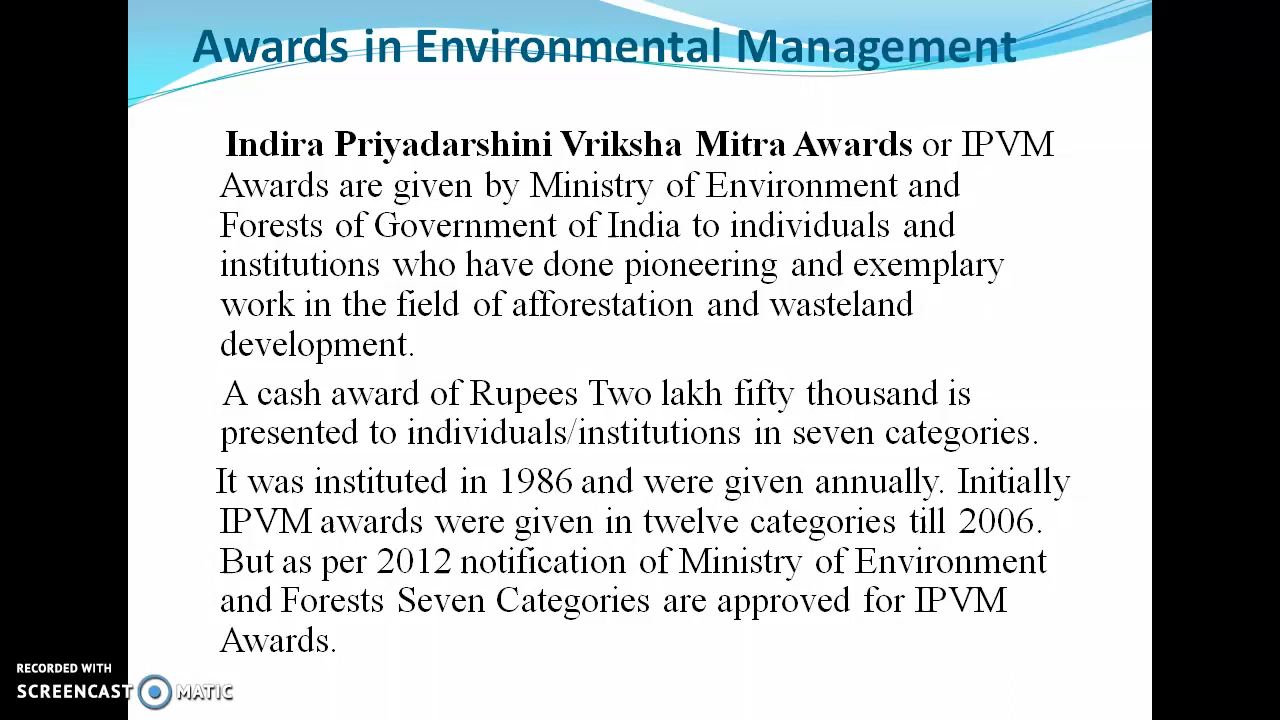 Awards in Environmental Management
Indira Priyadarshini Vriksha Mitra Awards or IPVM
Awards are given by Ministry of Environment and
Forests of Government of India to individuals and
institutions who have done pioneering and exemplary
work in the field of afforestation and wasteland
development.
A cash award of Rupees Two lakh fifty thousand is
presented to individuals/institutions in seven categories.
It was instituted in 1986 and were given annually. Initially
IPVM awards were given in twelve categories till 2006.
But as per 2012 notification of Ministry of Environment
and Forests Seven Categories are approved for IPVM
Awards.
RECORDED WITH
SCREENCAST MATIC